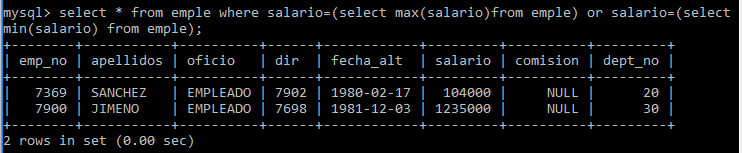 mysql> select * from emple where salario=(select max(salario)from emple) or salario=(select
min(salario) from emple);
+--------+-----------+----------+------+------------+---------+----------+---------+
| emp_no | apellidos | oficio   | dir  | fecha_alt  | salario | comision | dept_no |
+--------+-----------+----------+------+------------+---------+----------+---------+
|   7369 | SANCHEZ   | EMPLEADO | 7902 | 1980-02-17 |  104000 |     NULL |      20 |
|   7900 | JIMENO    | EMPLEADO | 7698 | 1981-12-03 | 1235000 |     NULL |      30 |
+--------+-----------+----------+------+------------+---------+----------+---------+
2 rows in set (0.00 sec)